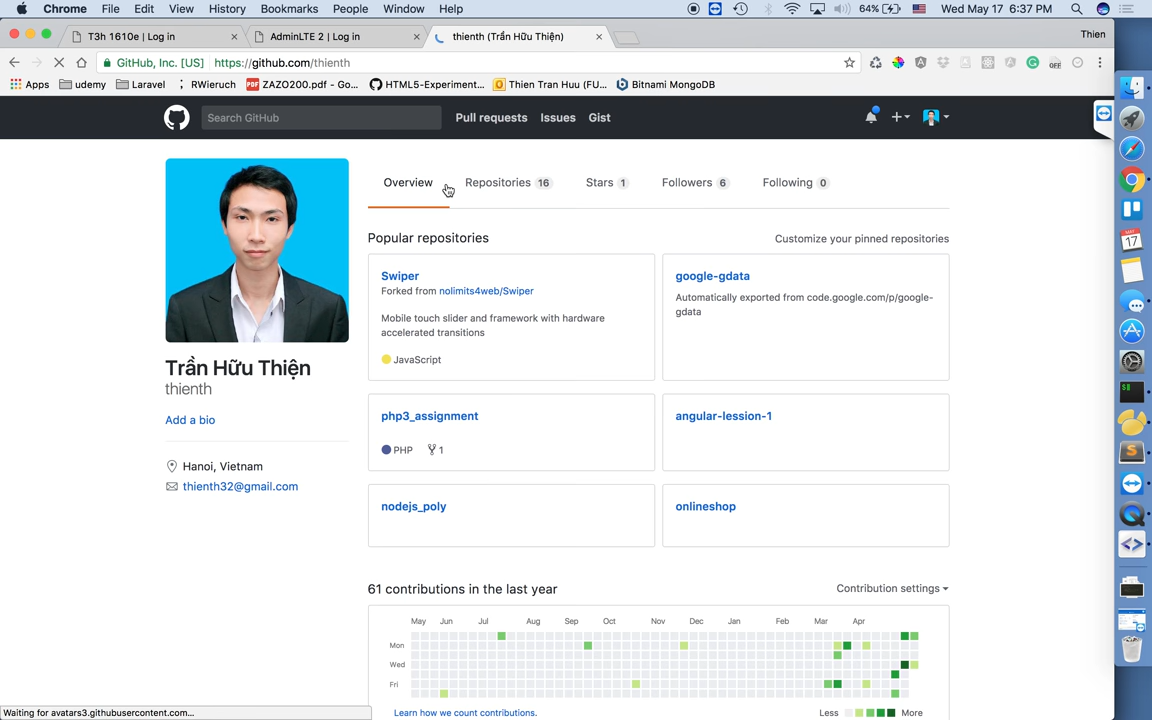 Chrome File Edit View History Bookmarks People Window Help 64% Wed May 17 6:37 PM
T3h 1610e | Log in × AdminLTE 2 | Log in × thienth (Trần Hữu Thiện) × Thien
GitHub, Inc. [US] https://github.com/thienth
Apps udemy Laravel RWieruch ZAZO200.pdf - Go... HTML5-Experiment... Thien Tran Huu (FU... Bitnami MongoDB
Search GitHub Pull requests Issues Gist
Overview Repositories 16 Stars 1 Followers 6 Following 0
Popular repositories Customize your pinned repositories
Swiper
Forked from nolimits4web/Swiper
Mobile touch slider and framework with hardware
accelerated transitions
JavaScript
google-gdata
Automatically exported from code.google.com/p/google-
gdata
Trần Hữu Thiện
thienth
Add a bio
Hanoi, Vietnam
thienth32@gmail.com
php3_assignment
PHP 1
angular-lession-1
nodejs_poly
onlineshop
61 contributions in the last year Contribution settings
May Jun Jul Aug Sep Oct Nov Dec Jan Feb Mar Apr
Mon
Wed
Fri
Learn how we count contributions. Less More
Waiting for avatars3.githubusercontent.com...